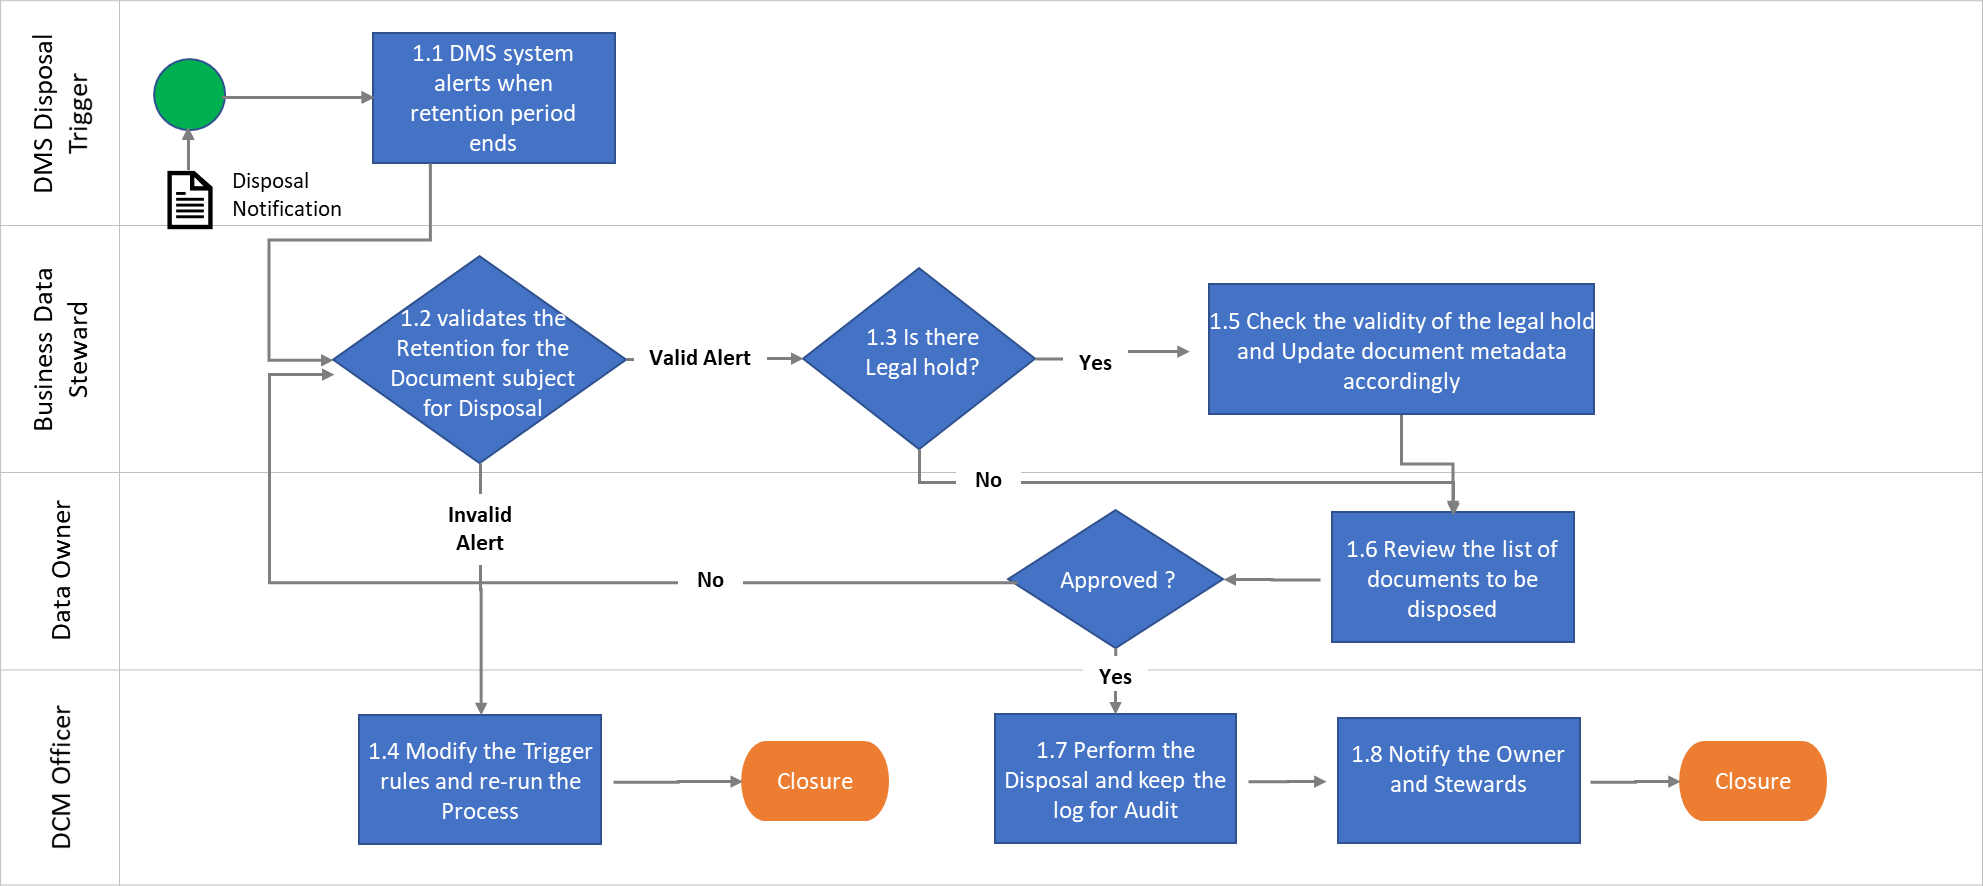 DMS Disposal
Trigger
1.1 DMS system
alerts when
retention period
ends
Disposal
Notification
Business Data
Steward
1.2 validates the
Retention for the
Document subject
for Disposal
Valid Alert
1.3 Is there
Legal hold?
Yes
1.5 Check the validity of the legal hold
and Update document metadata
accordingly
No
Data Owner
Invalid
Alert
No
Approved ?
1.6 Review the list of
documents to be
disposed
Yes
DCM Officer
1.4 Modify the Trigger
rules and re-run the
Process
Closure
1.7 Perform the
Disposal and keep the
log for Audit
1.8 Notify the Owner
and Stewards
Closure